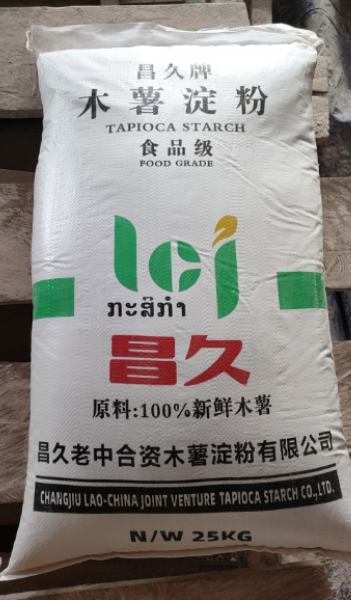 昌久牌
木薯淀粉
TAPIOCA STARCH
食品级
FOOD GRADE
lcj
ກະສິກຳ
昌久
原料:100%新鲜木薯
昌久老中合资木薯淀粉有限公司
CHANGJIU LAO-CHINA JOINT VENTURE TAPIOCA STARCH CO.,LTD.
N/W 25KG